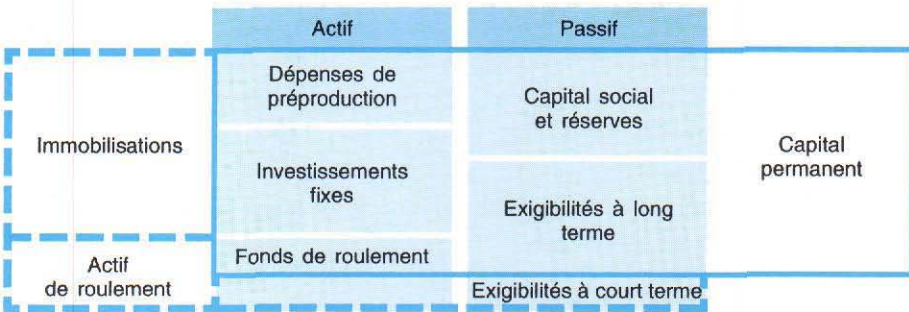 Actif
Passif
Immobilisations
Dépenses de
préproduction
Investissements
fixes
Capital social
et réserves
Exigibilités à long
terme
Capital
permanent
Actif
de roulement
Fonds de roulement
Exigibilités à court terme